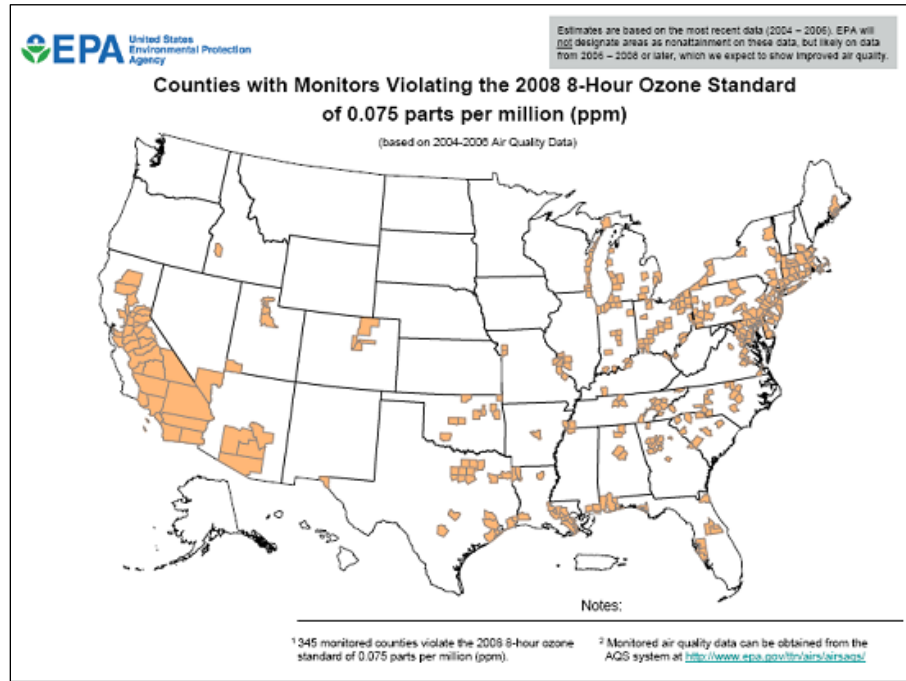 EPA
United States
Environmental Protection
Agency
Estimates are based on the most recent data (2004 – 2006). EPA will
not designate areas as nonattainment on these data, but likely on data
from 2006 – 2008 or later, which we expect to show improved air quality.
Counties with Monitors Violating the 2008 8-Hour Ozone Standard
of 0.075 parts per million (ppm)
(based on 2004-2006 Air Quality Data)
Notes:
1 345 monitored counties violate the 2008 8-hour ozone
standard of 0.075 parts per million (ppm).
2 Monitored air quality data can be obtained from the
AQS system at http://www.epa.gov/ttn/airs/airsaqs/